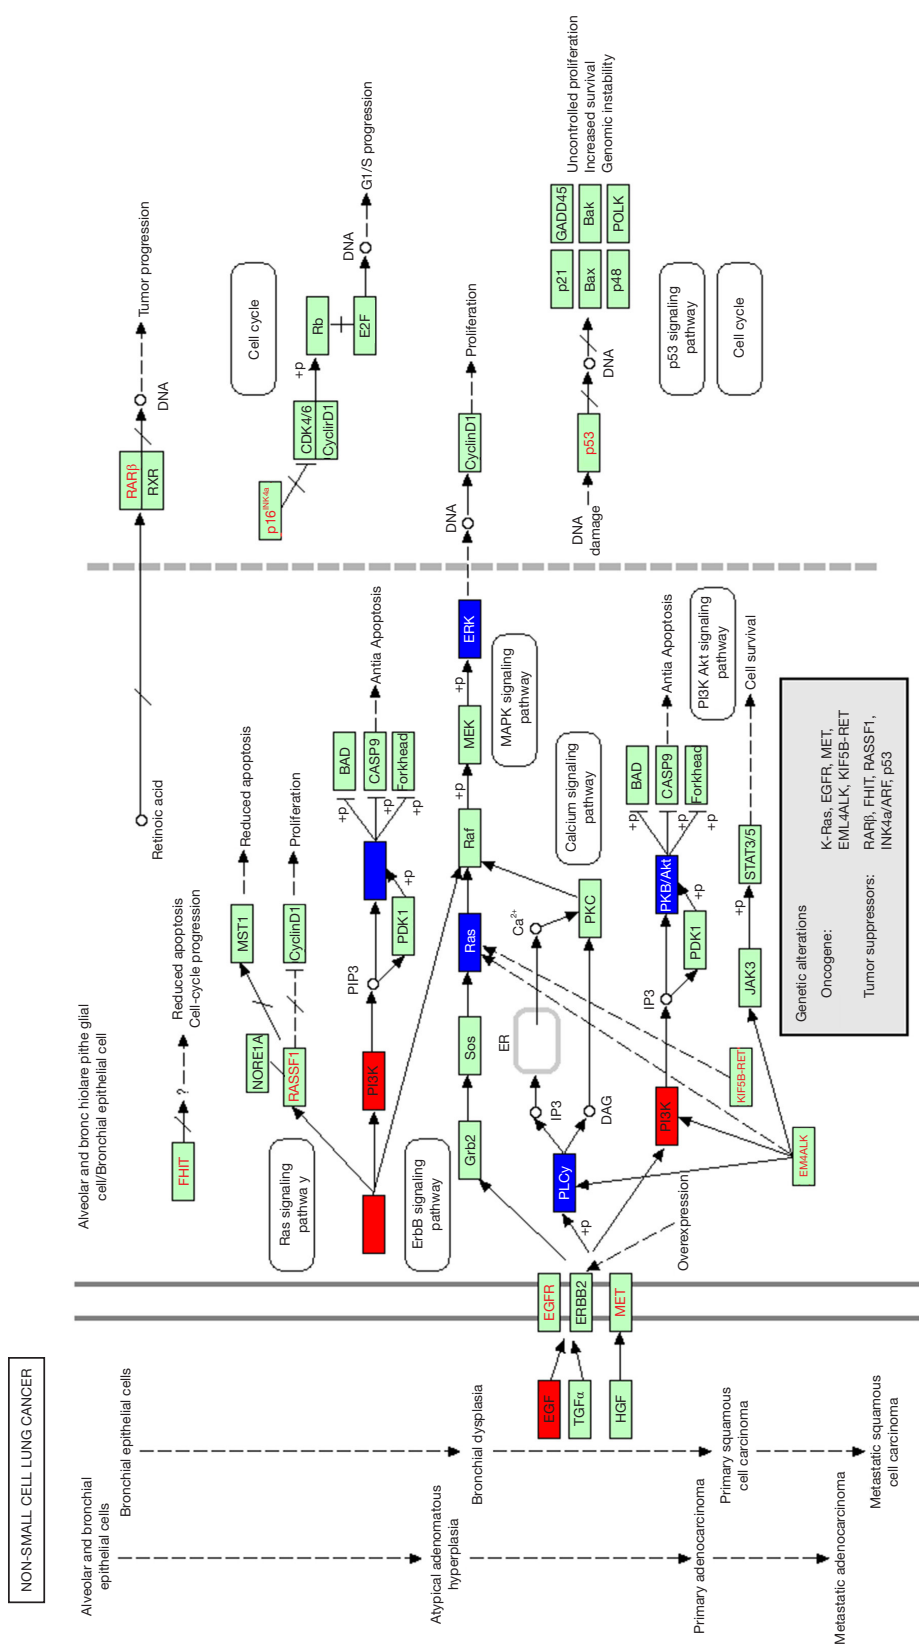 NON-SMALL CELL LUNG CANCER
Alveolar and bronchial
epithelial cells
Bronchial epithelial cells
Atypical adenomatous
hyperplasia
Bronchial dysplasia
Primary adenocarcinoma
Primary squamous
cell carcinoma
Metastatic adenocarcinoma
Metastatic squamous
cell carcinoma
EGF
TGFα
HGF
EGFR
ERBB2
MET
Overexpression
Alveolar and bronc hiolare pithe glial
cell/Bronchial epithelial cell
FHIT
?
Reduced apoptosis
Cell-cycle progression
Ras signaling
pathwa y
NORE1A
RASSF1
MST1
CyclinD1
Reduced apoptosis
Proliferation
Retinoic acid
RARβ
RXR
DNA
Tumor progression
PI3K
PIP3
PDK1
+p
+p
+p
+p
BAD
CASP9
Forkhead
Antia Apoptosis
ErbB signaling
pathway
Grb2
Sos
Ras
Raf
+p
MEK
+p
ERK
DNA
CyclinD1
Proliferation
MAPK signaling
pathway
+p
PLCy
IP3
DAG
ER
Ca2+
PKC
Calcium signaling
pathway
PI3K
IP3
PDK1
+p
PKB/Akt
+p
+p
+p
BAD
CASP9
Forkhead
Antia Apoptosis
PI3K Akt signaling
pathway
KIF5B-RET
EM4ALK
JAK3
+p
STAT3/5
Cell survival
p16INK4a
CDK4/6
CyclirD1
+p
Rb
E2F
DNA
G1/S progression
Cell cycle
DNA
damage
p53
DNA
p21
GADD45
Bax
Bak
p48
POLK
Uncontrolled proliferation
Increased survival
Genomic instability
p53 signaling
pathway
Cell cycle
Genetic alterations
Oncogene:
K-Ras, EGFR, MET,
EML4ALK, KIF5B-RET
Tumor suppressors:
RARβ, FHIT, RASSF1,
INK4a/ARF, p53